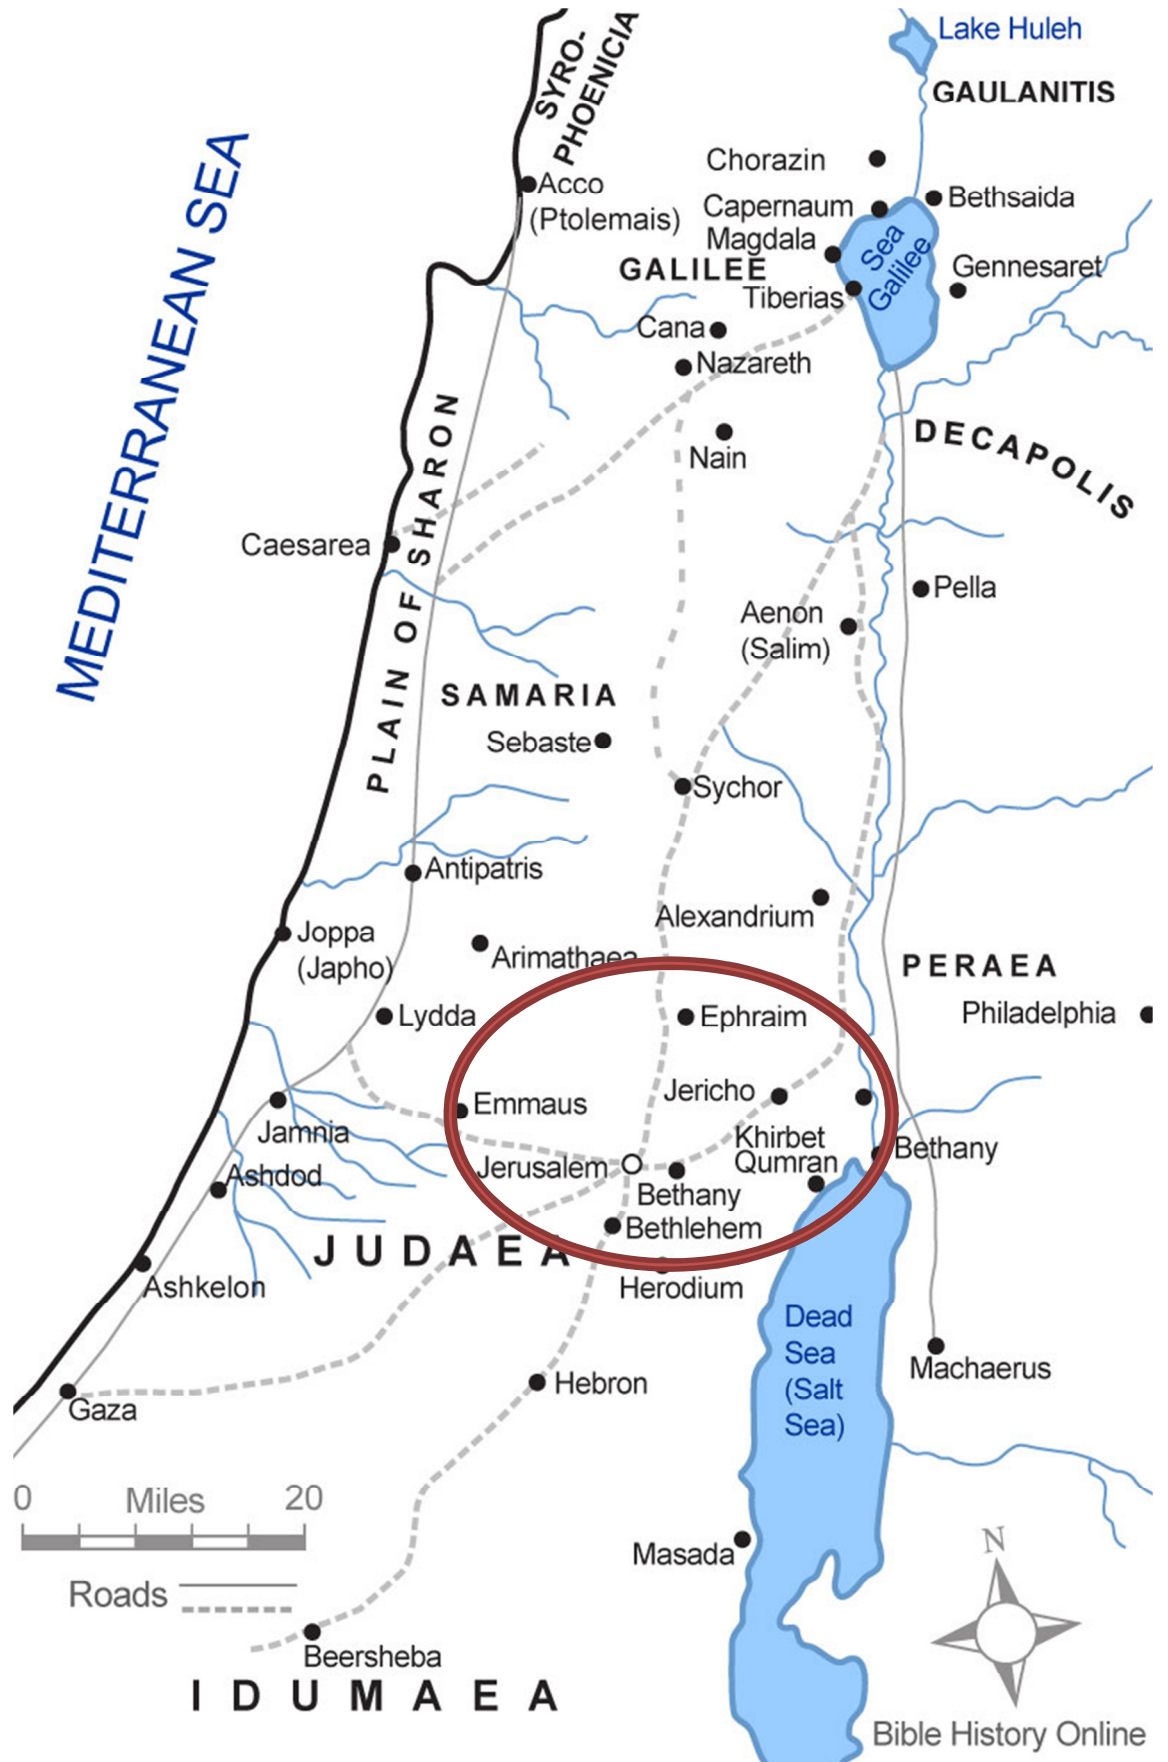 Lake Huleh
SYRO-
PHOENICIA
GAULANITIS
MEDITERRANEAN SEA
Chorazin
Acco
(Ptolemais)
Capernaum
Bethsaida
Magdala
Sea
Galilee
GALILEE
Gennesaret
Tiberias
Cana
Nazareth
DECAPOLIS
Nain
PLAIN OF SHARON
Caesarea
Pella
Aenon
(Salim)
SAMARIA
Sebaste
Sychor
Antipatris
Alexandrium
Joppa
(Japho)
Arimathaea
PERAEA
Lydda
Ephraim
Philadelphia
Jericho
Emmaus
Jamnia
Khirbet
Qumran
Bethany
Jerusalem
Ashdod
Bethany
Bethlehem
JUDAEA
Ashkelon
Herodium
Dead
Sea
(Salt
Sea)
Machaerus
Hebron
Gaza
0 Miles 20
Masada
N
Roads
Beersheba
IDUMAEA
Bible History Online